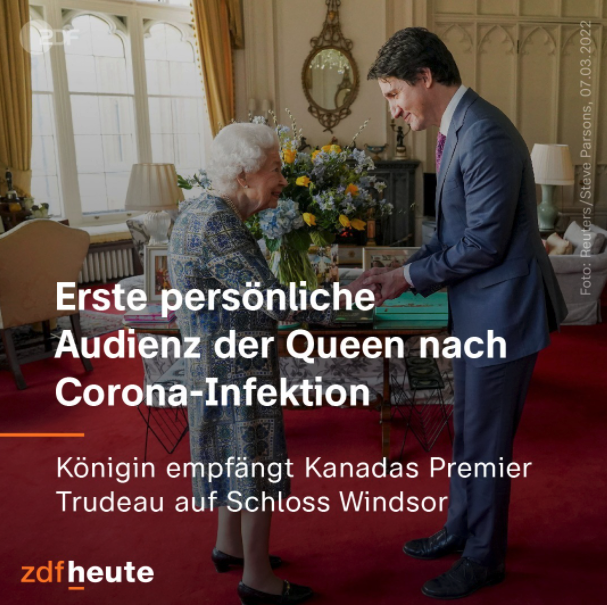 ZDF
Foto: Reuters/Steve Parsons, 07.03.2022
Erste persönliche
Audienz der Queen nach
Corona-Infektion
Königin empfängt Kanadas Premier
Trudeau auf Schloss Windsor
zdfheute